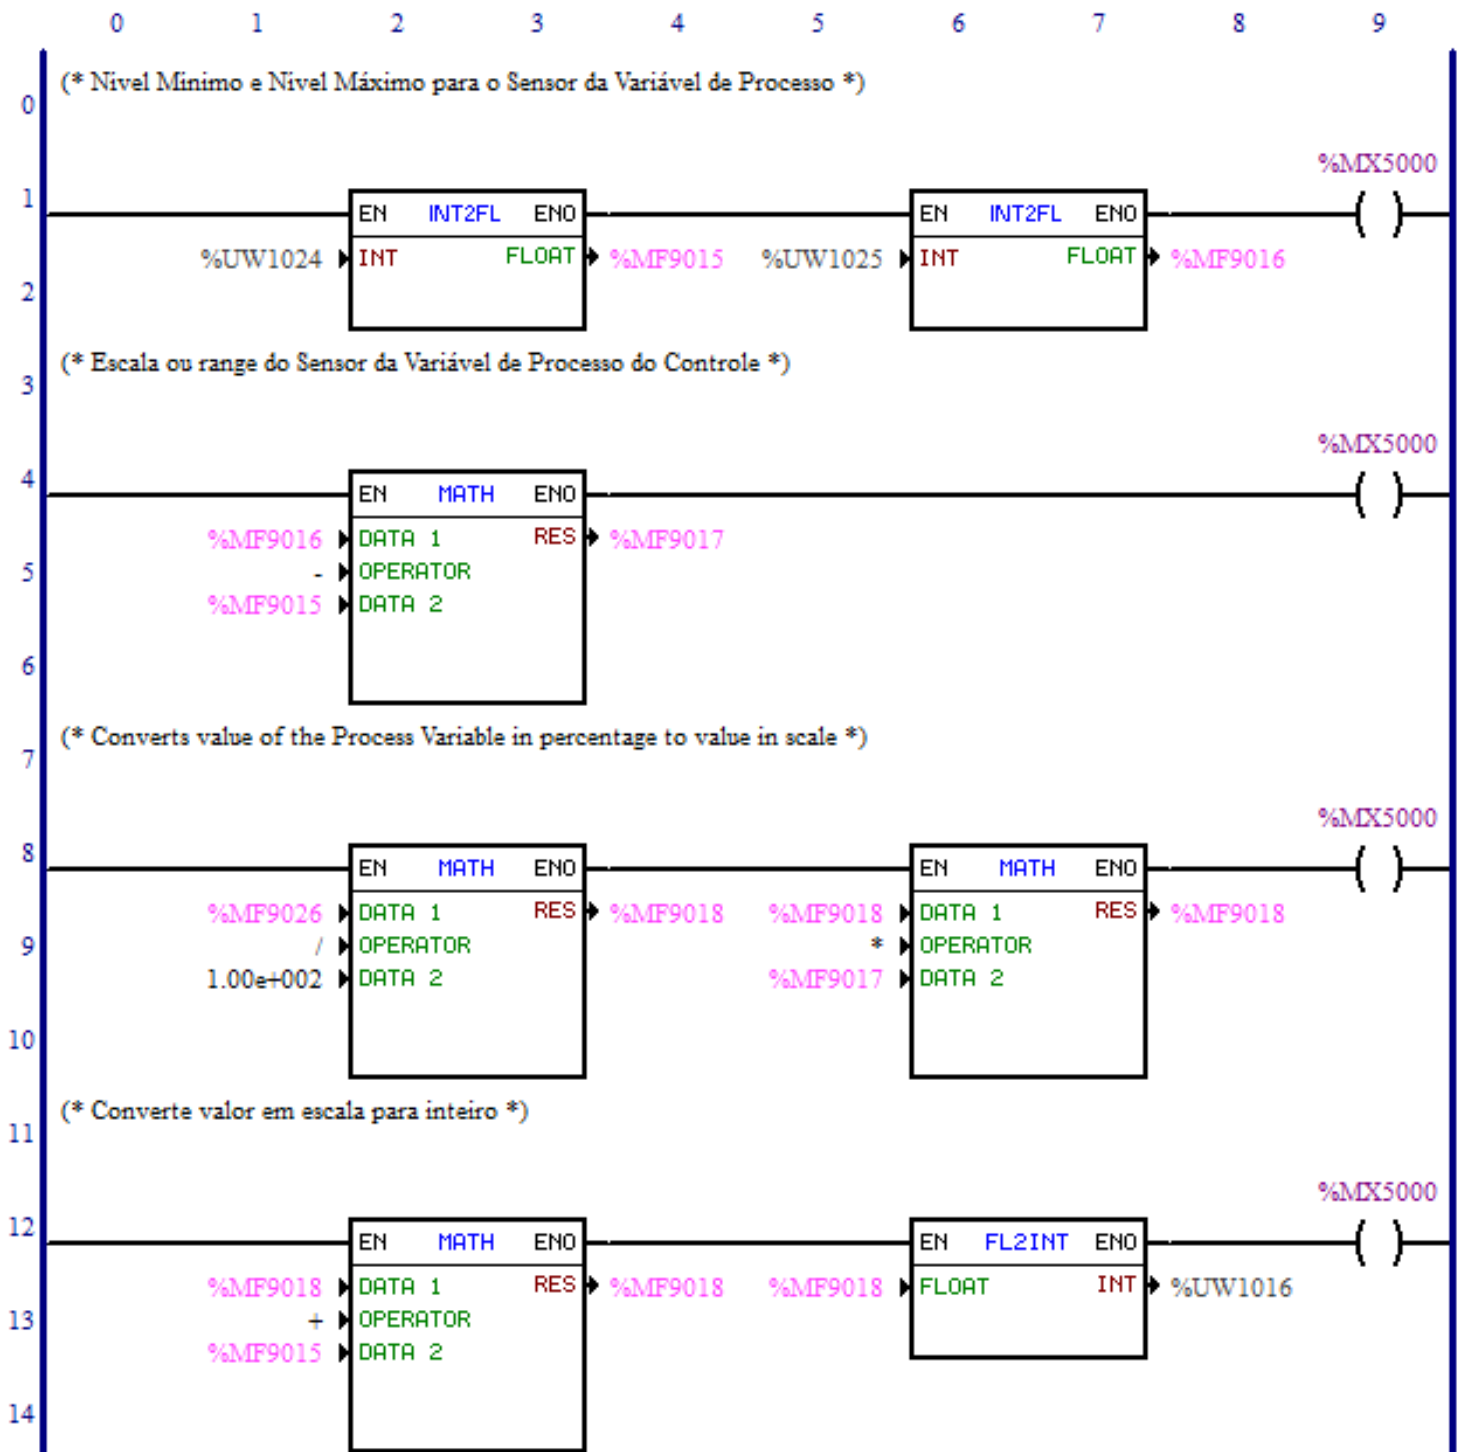 0 1 2 3 4 5 6 7 8 9
(* Nivel Minimo e Nivel Máximo para o Sensor da Variável de Processo *)
0
%MX5000
1 EN INT2FL ENO EN INT2FL ENO ( )
%UW1024 INT FLOAT %MF9015 %UW1025 INT FLOAT %MF9016
2
(* Escala ou range do Sensor da Variável de Processo do Controle *)
3
%MX5000
4 EN MATH ENO ( )
%MF9016 DATA 1 RES %MF9017
5 - OPERATOR
%MF9015 DATA 2
6
(* Converts value of the Process Variable in percentage to value in scale *)
7
%MX5000
8 EN MATH ENO EN MATH ENO ( )
%MF9026 DATA 1 RES %MF9018 %MF9018 DATA 1 RES %MF9018
9 / OPERATOR * OPERATOR
1.00e+002 DATA 2 %MF9017 DATA 2
10
(* Converte valor em escala para inteiro *)
11
%MX5000
12 EN MATH ENO EN FL2INT ENO ( )
%MF9018 DATA 1 RES %MF9018 %MF9018 FLOAT INT %UW1016
13 + OPERATOR
%MF9015 DATA 2
14